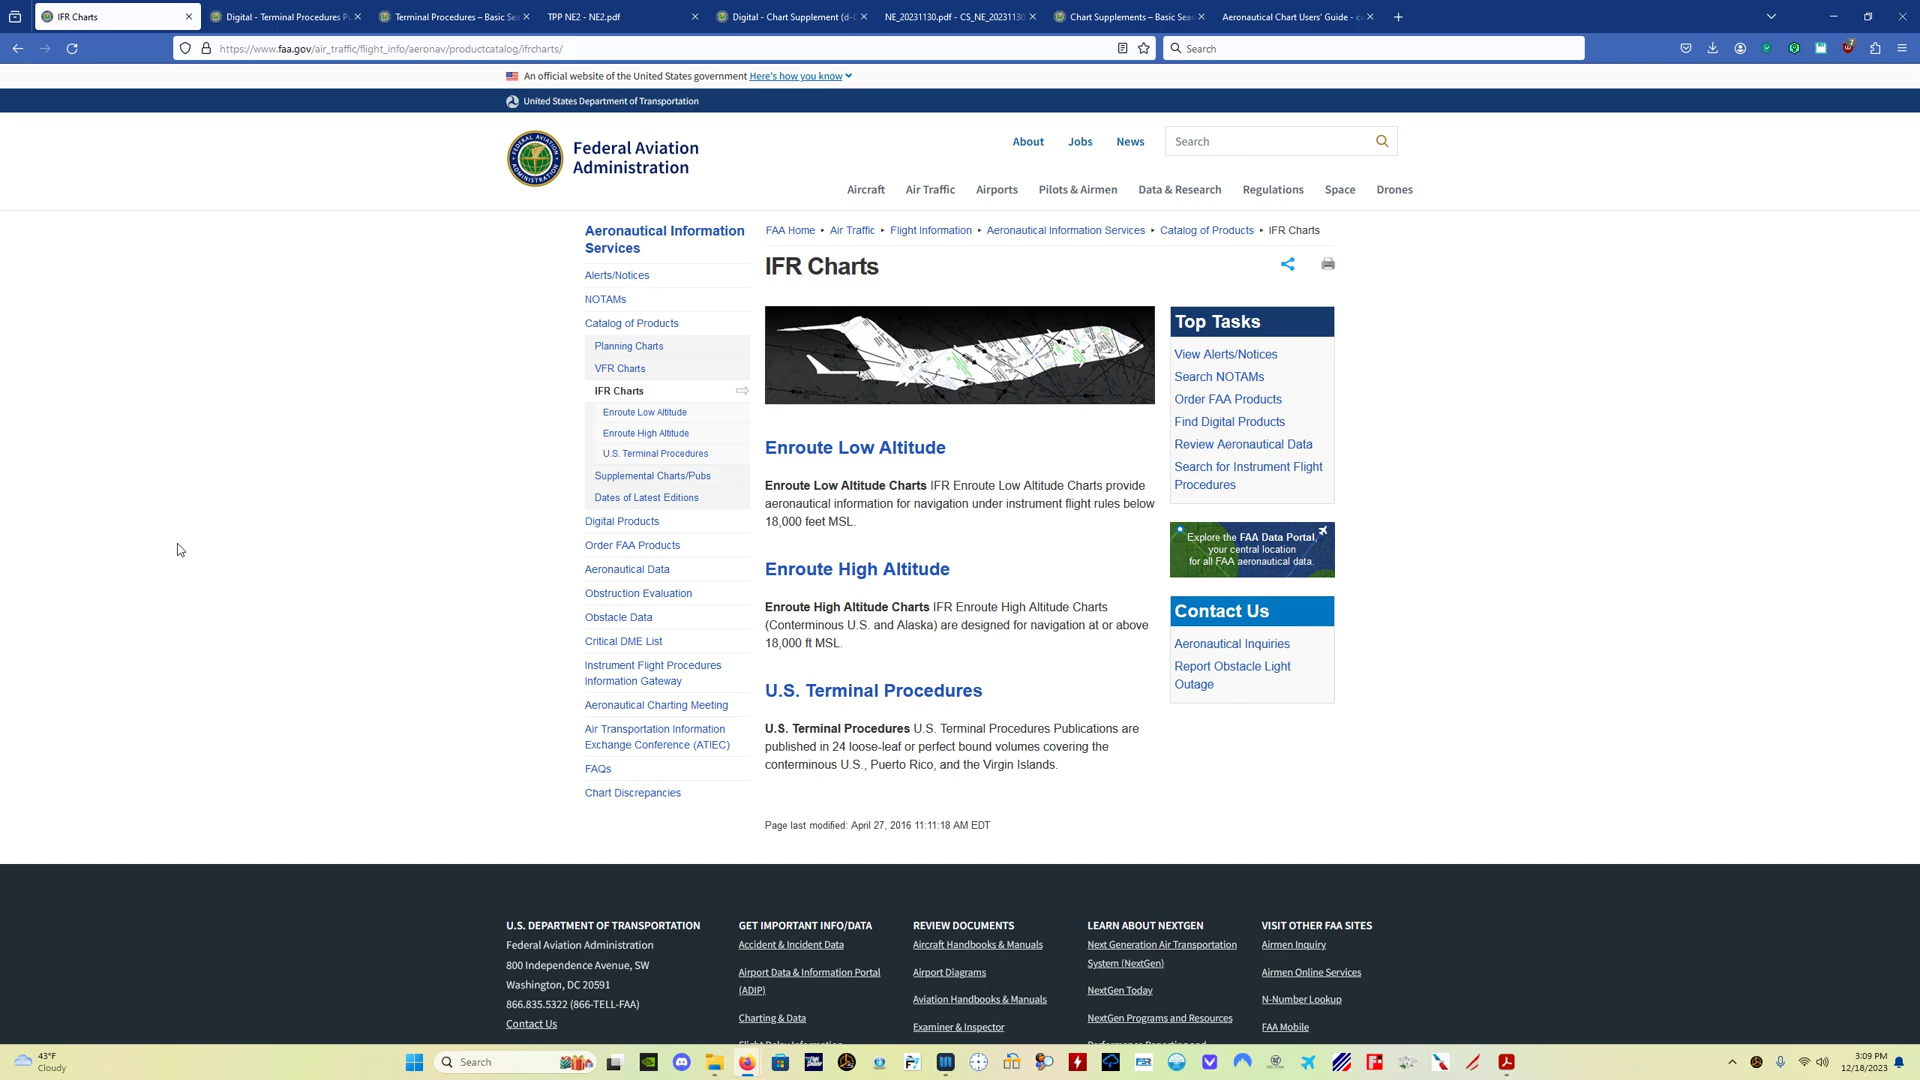 IFR Charts
Digital - Terminal Procedures P
Terminal Procedures – Basic Sea
TPP NE2 - NE2.pdf
Digital - Chart Supplement (d-C
NE_20231130.pdf - CS_NE_20231130.
Chart Supplements – Basic Sear
Aeronautical Chart Users' Guide - cu
https://www.faa.gov/air_traffic/flight_info/aeronav/productcatalog/ifrcharts/
Search
7
An official website of the United States government Here's how you know
United States Department of Transportation
Federal Aviation
Administration
About
Jobs
News
Search
Aircraft
Air Traffic
Airports
Pilots & Airmen
Data & Research
Regulations
Space
Drones
Aeronautical Information
Services
Alerts/Notices
NOTAMs
Catalog of Products
Planning Charts
VFR Charts
IFR Charts
Enroute Low Altitude
Enroute High Altitude
U.S. Terminal Procedures
Supplemental Charts/Pubs
Dates of Latest Editions
Digital Products
Order FAA Products
Aeronautical Data
Obstruction Evaluation
Obstacle Data
Critical DME List
Instrument Flight Procedures
Information Gateway
Aeronautical Charting Meeting
Air Transportation Information
Exchange Conference (ATIEC)
FAQs
Chart Discrepancies
FAA Home ▸ Air Traffic ▸ Flight Information ▸ Aeronautical Information Services ▸ Catalog of Products ▸ IFR Charts
IFR Charts
Enroute Low Altitude
Enroute Low Altitude Charts IFR Enroute Low Altitude Charts provide
aeronautical information for navigation under instrument flight rules below
18,000 feet MSL.
Enroute High Altitude
Enroute High Altitude Charts IFR Enroute High Altitude Charts
(Conterminous U.S. and Alaska) are designed for navigation at or above
18,000 ft MSL.
U.S. Terminal Procedures
U.S. Terminal Procedures U.S. Terminal Procedures Publications are
published in 24 loose-leaf or perfect bound volumes covering the
conterminous U.S., Puerto Rico, and the Virgin Islands.
Page last modified: April 27, 2016 11:11:18 AM EDT
Top Tasks
View Alerts/Notices
Search NOTAMs
Order FAA Products
Find Digital Products
Review Aeronautical Data
Search for Instrument Flight
Procedures
Explore the FAA Data Portal,
your central location
for all FAA aeronautical data.
Contact Us
Aeronautical Inquiries
Report Obstacle Light
Outage
U.S. DEPARTMENT OF TRANSPORTATION
Federal Aviation Administration
800 Independence Avenue, SW
Washington, DC 20591
866.835.5322 (866-TELL-FAA)
Contact Us
GET IMPORTANT INFO/DATA
Accident & Incident Data
Airport Data & Information Portal
(ADIP)
Charting & Data
Flight Delay Information
REVIEW DOCUMENTS
Aircraft Handbooks & Manuals
Airport Diagrams
Aviation Handbooks & Manuals
Examiner & Inspector
LEARN ABOUT NEXTGEN
Next Generation Air Transportation
System (NextGen)
NextGen Today
NextGen Programs and Resources
VISIT OTHER FAA SITES
Airmen Inquiry
Airmen Online Services
N-Number Lookup
FAA Mobile
43°F
Cloudy
Search
3:09 PM
12/18/2023